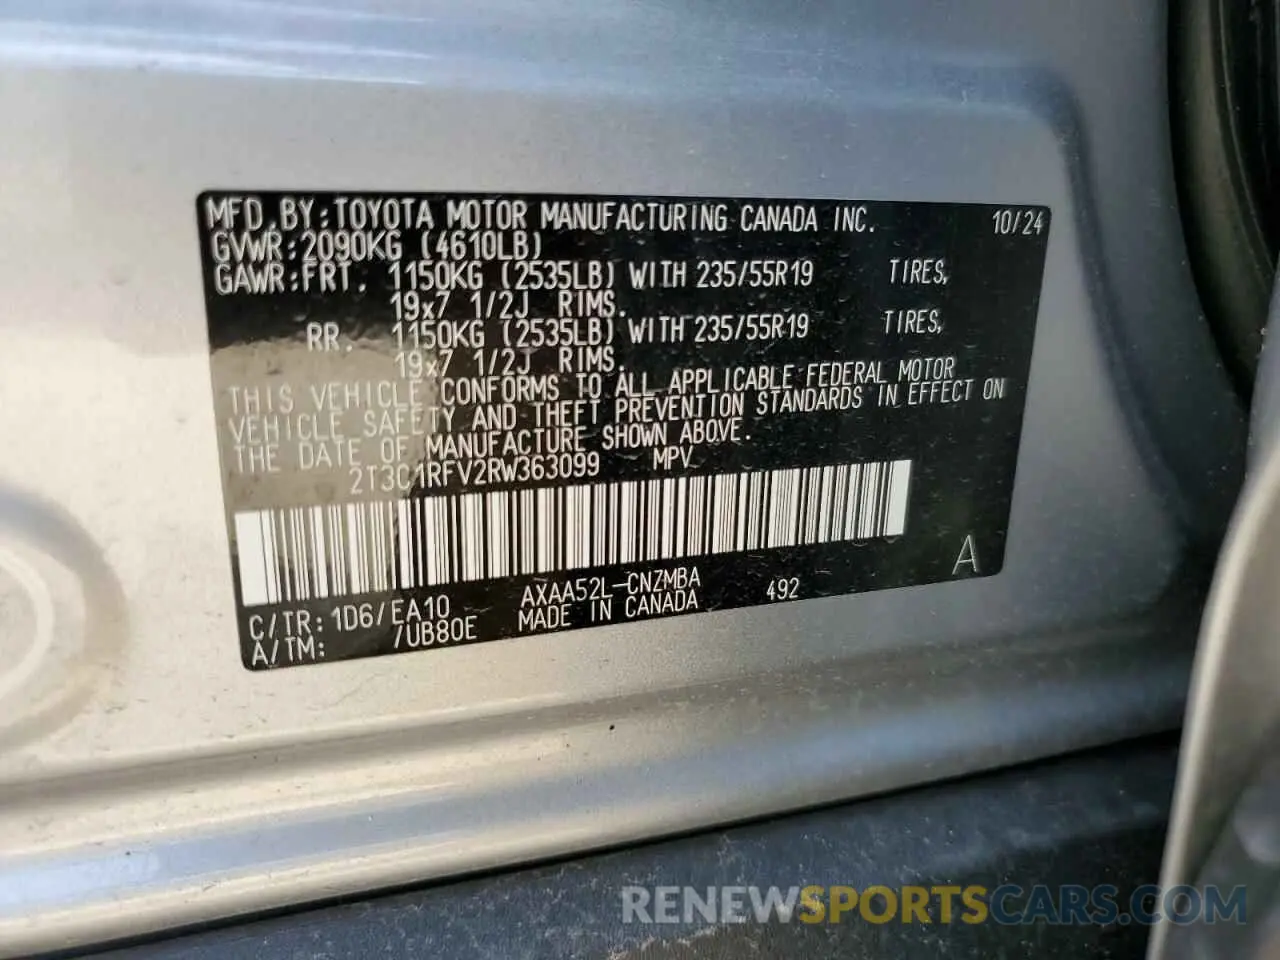 MFD.BY:TOYOTA MOTOR MANUFACTURING CANADA INC. 10/24
GVWR:2090KG (4610LB)
GAWR:FRT. 1150KG (2535LB) WITH 235/55R19 TIRES,
19x7 1/2J RIMS.
RR. 1150KG (2535LB) WITH 235/55R19 TIRES,
19x7 1/2J RIMS.
THIS VEHICLE CONFORMS TO ALL APPLICABLE FEDERAL MOTOR
VEHICLE SAFETY AND THEFT PREVENTION STANDARDS IN EFFECT ON
THE DATE OF MANUFACTURE SHOWN ABOVE.
2T3C1RFV2RW363099 MPV
C/TR: 1D6/EA10 AXAA52L-CNZMBA 492 A
A/TM: /UB80E MADE IN CANADA
RENEWSPORTSCARS.COM